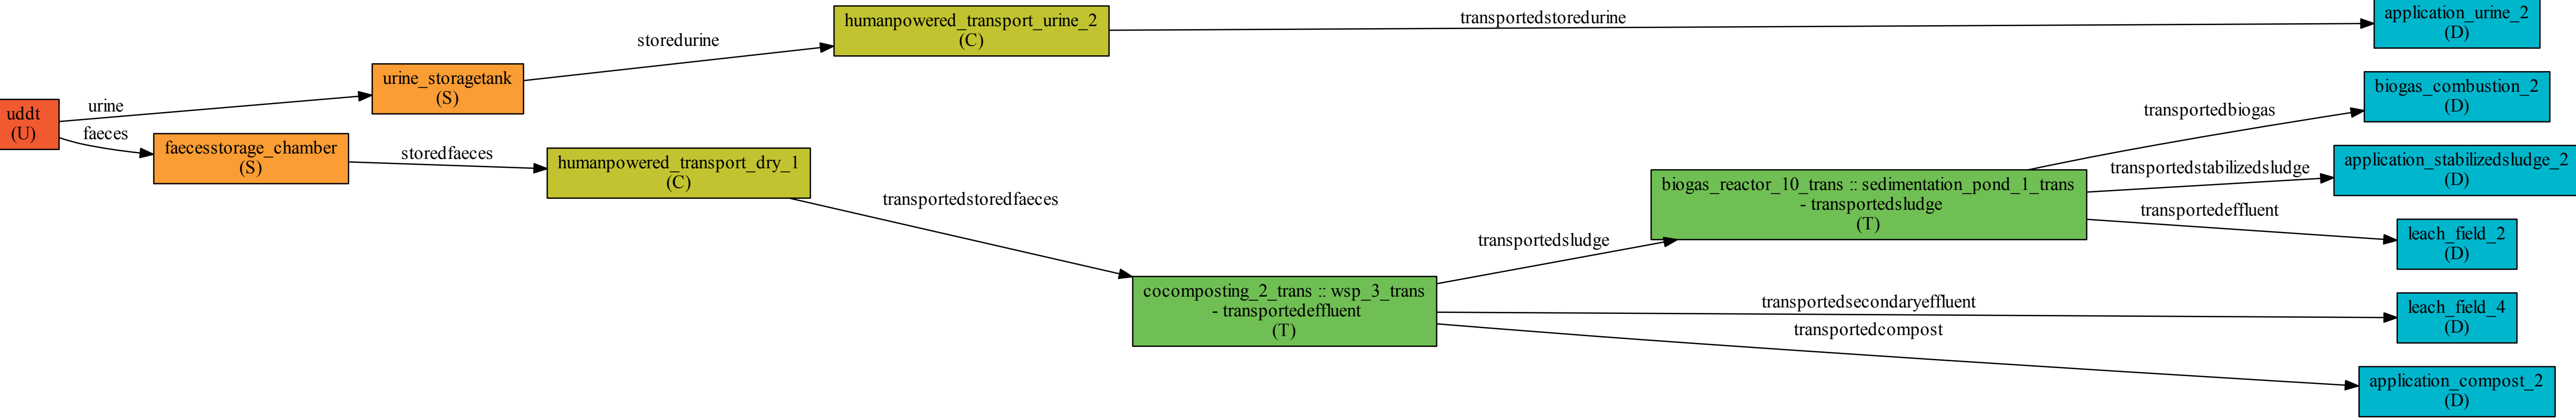 uddt
(U)
urine
faeces
urine_storagetank
(S)
faecesstorage_chamber
(S)
storedurine
storedfaeces
humanpowered_transport_urine_2
(C)
humanpowered_transport_dry_1
(C)
transportedstoredurine
transportedstoredfaeces
cocomposting_2_trans :: wsp_3_trans
- transportedeffluent
(T)
transportedsludge
transportedsecondaryeffluent
transportedcompost
biogas_reactor_10_trans :: sedimentation_pond_1_trans
- transportedsludge
(T)
transportedbiogas
transportedstabilizedsludge
transportedeffluent
application_urine_2
(D)
biogas_combustion_2
(D)
application_stabilizedsludge_2
(D)
leach_field_2
(D)
leach_field_4
(D)
application_compost_2
(D)